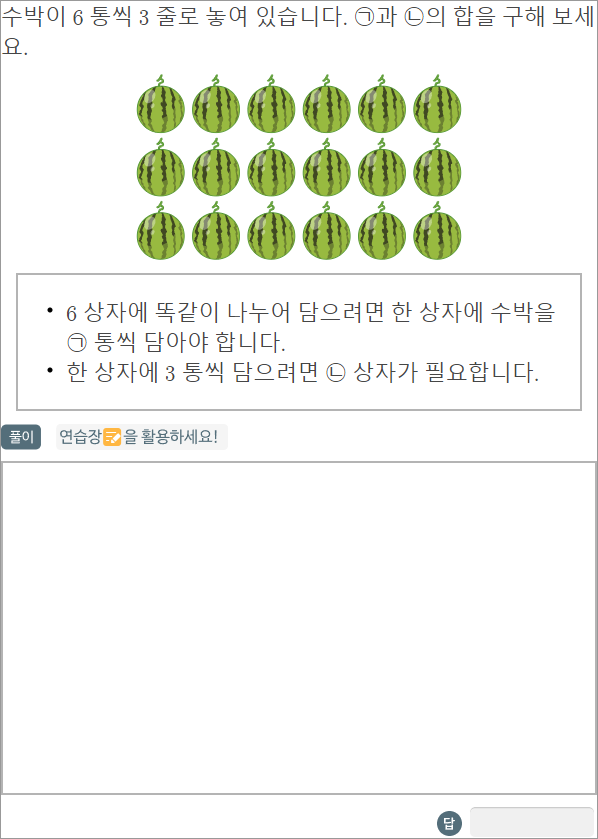 수박이 6 통씩 3 줄로 놓여 있습니다. ㉠과 ㉡의 합을 구해 보세
요.
• 6 상자에 똑같이 나누어 담으려면 한 상자에 수박을
㉠ 통씩 담아야 합니다.
• 한 상자에 3 통씩 담으려면 ㉡ 상자가 필요합니다.
풀이 연습장을 활용하세요!
답